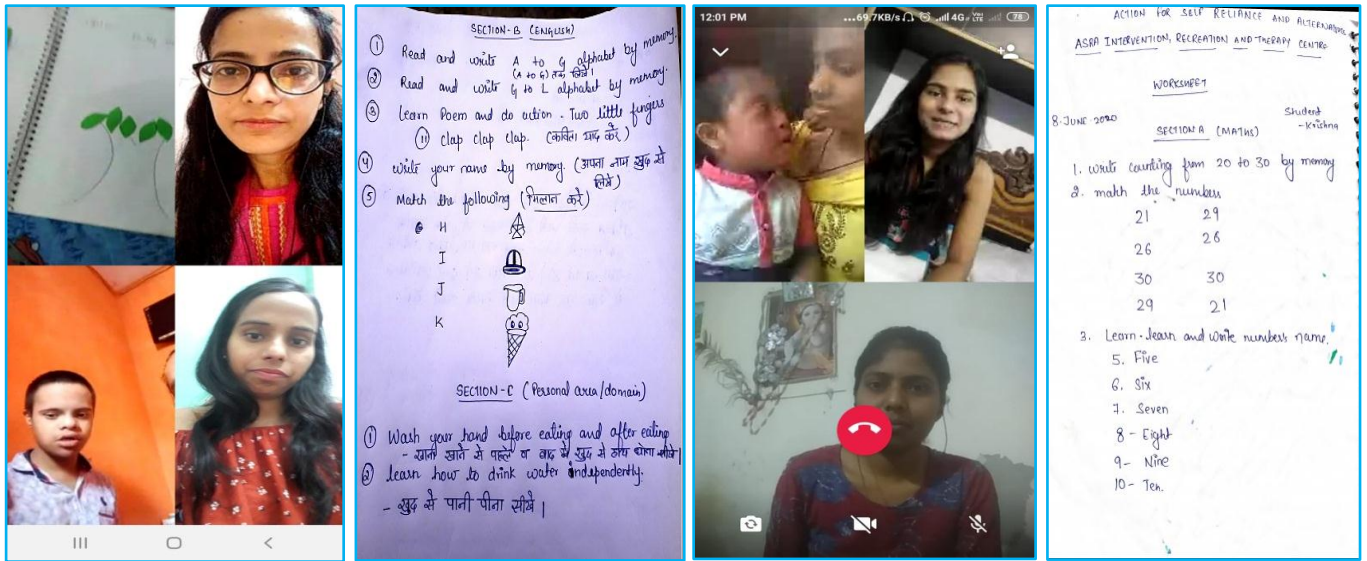 SECTION-B (ENGLISH)
① Read and write A to G alphabet by memory.
(A to G) तक लिखे।
② Read and write G to L alphabet by memory.
③ Learn Poem and do action. Two little fingers
(ii) clap clap clap. (कविता याद करे)
④ write your name by memory. (अपना नाम खुद से लिखे)
⑤ Match the following (मिलान करे)
H
I
J
K
SECTION-C (Personal area/domain)
① Wash your hand before eating and after eating
- खाना खाने से पहले व बाद में खुद से हाथ धोना सीखे।
② learn how to drink water independently.
- खुद से पानी पीना सीखे।
12:01 PM
...69.7KB/s 4G VoLTE 78
ACTION FOR SELF RELIANCE AND
ASRA INTERVENTION, RECREATION AND THERAPY CENTRE
WORKSHEET
8-JUNE-2020
Student
-Krishna
SECTION A (MATHS)
1. write counting from 20 to 30 by memory
2. match the numbers
21 29
26 26
30 30
29 21
3. Learn learn and write numbers name.
5. Five
6. Six
7. Seven
8 - Eight
9 - Nine
10 - Ten.